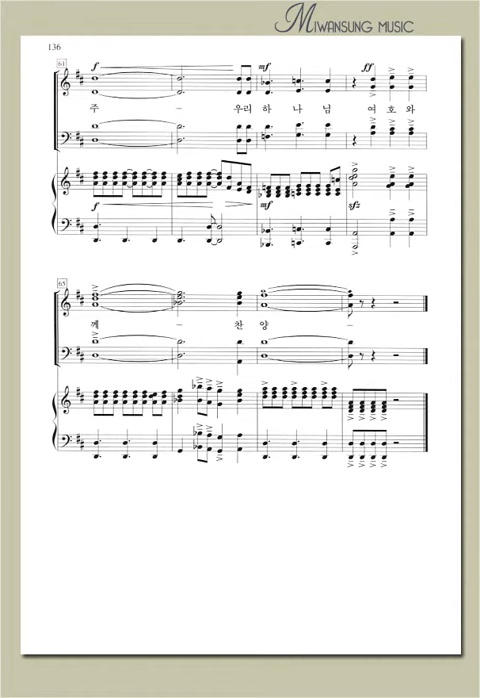 MIWANSUNG MUSIC
136
61
f mf ff
주 - 우리 하 나 님 여 호 와
f mf sfz
65
께 - 찬 양 -